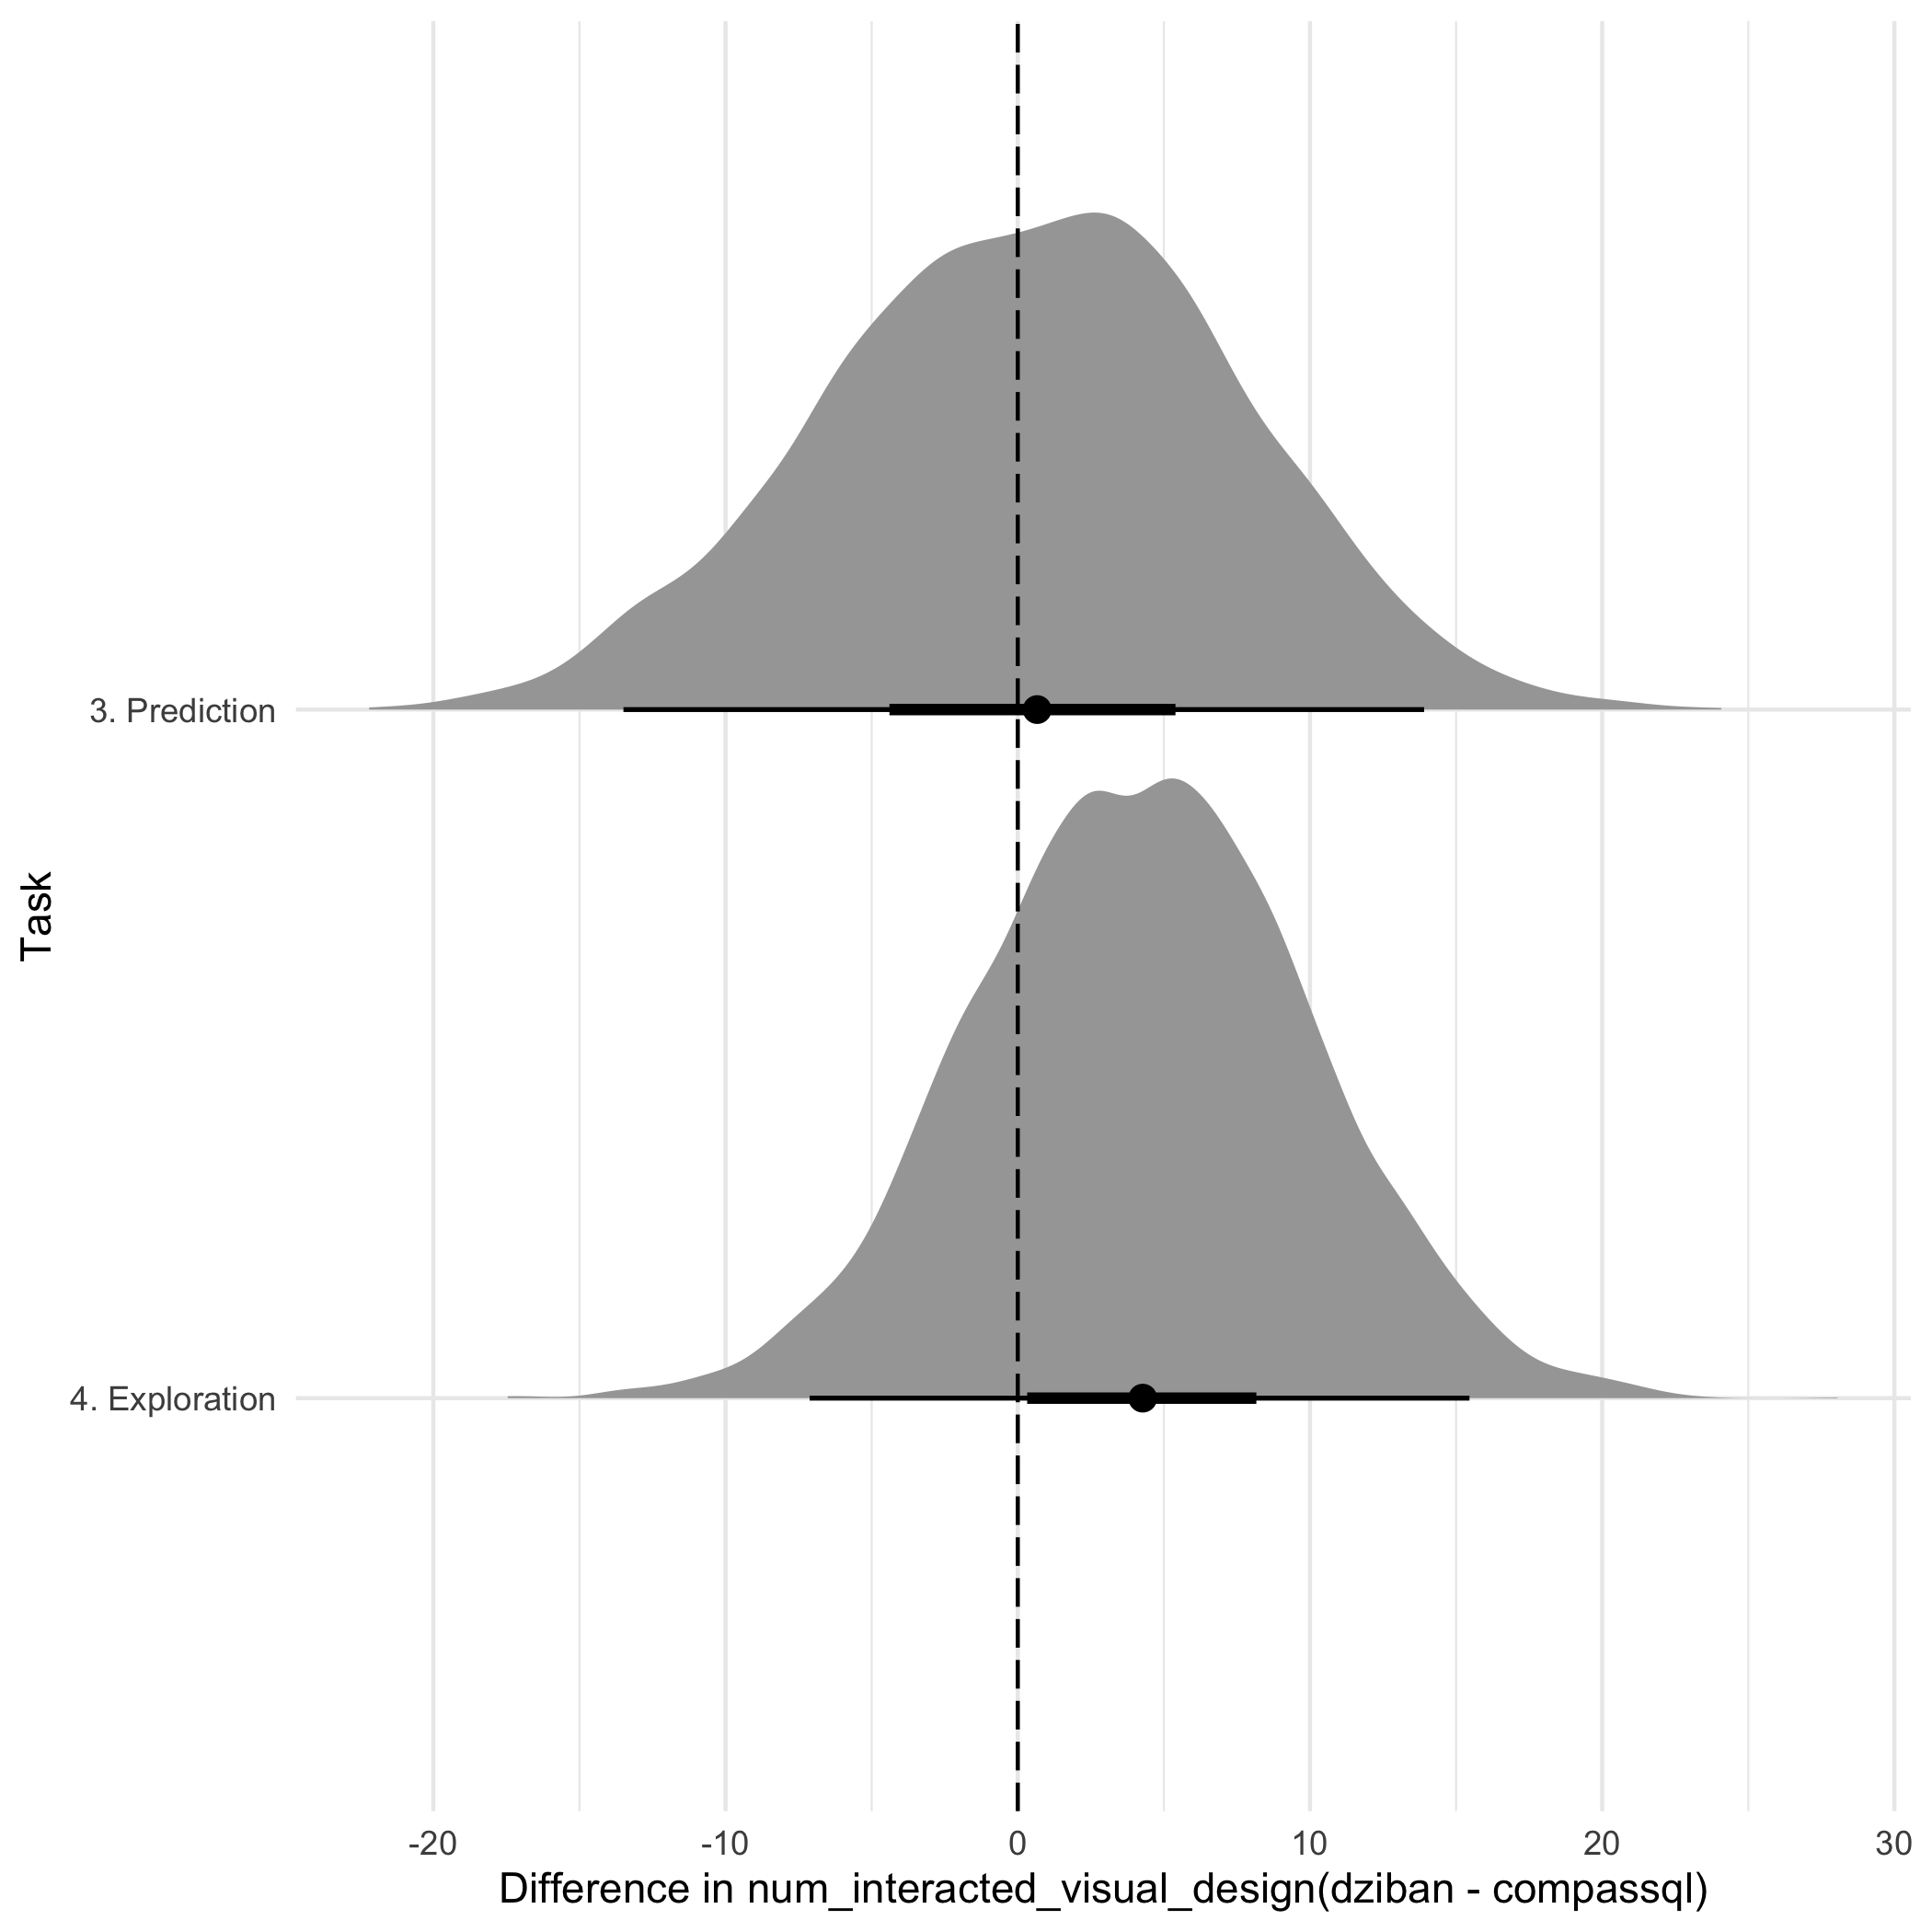 3. Prediction
Task
4. Exploration
-20 -10 0 10 20 30
Difference in num_interacted_visual_design(dziban - compassql)